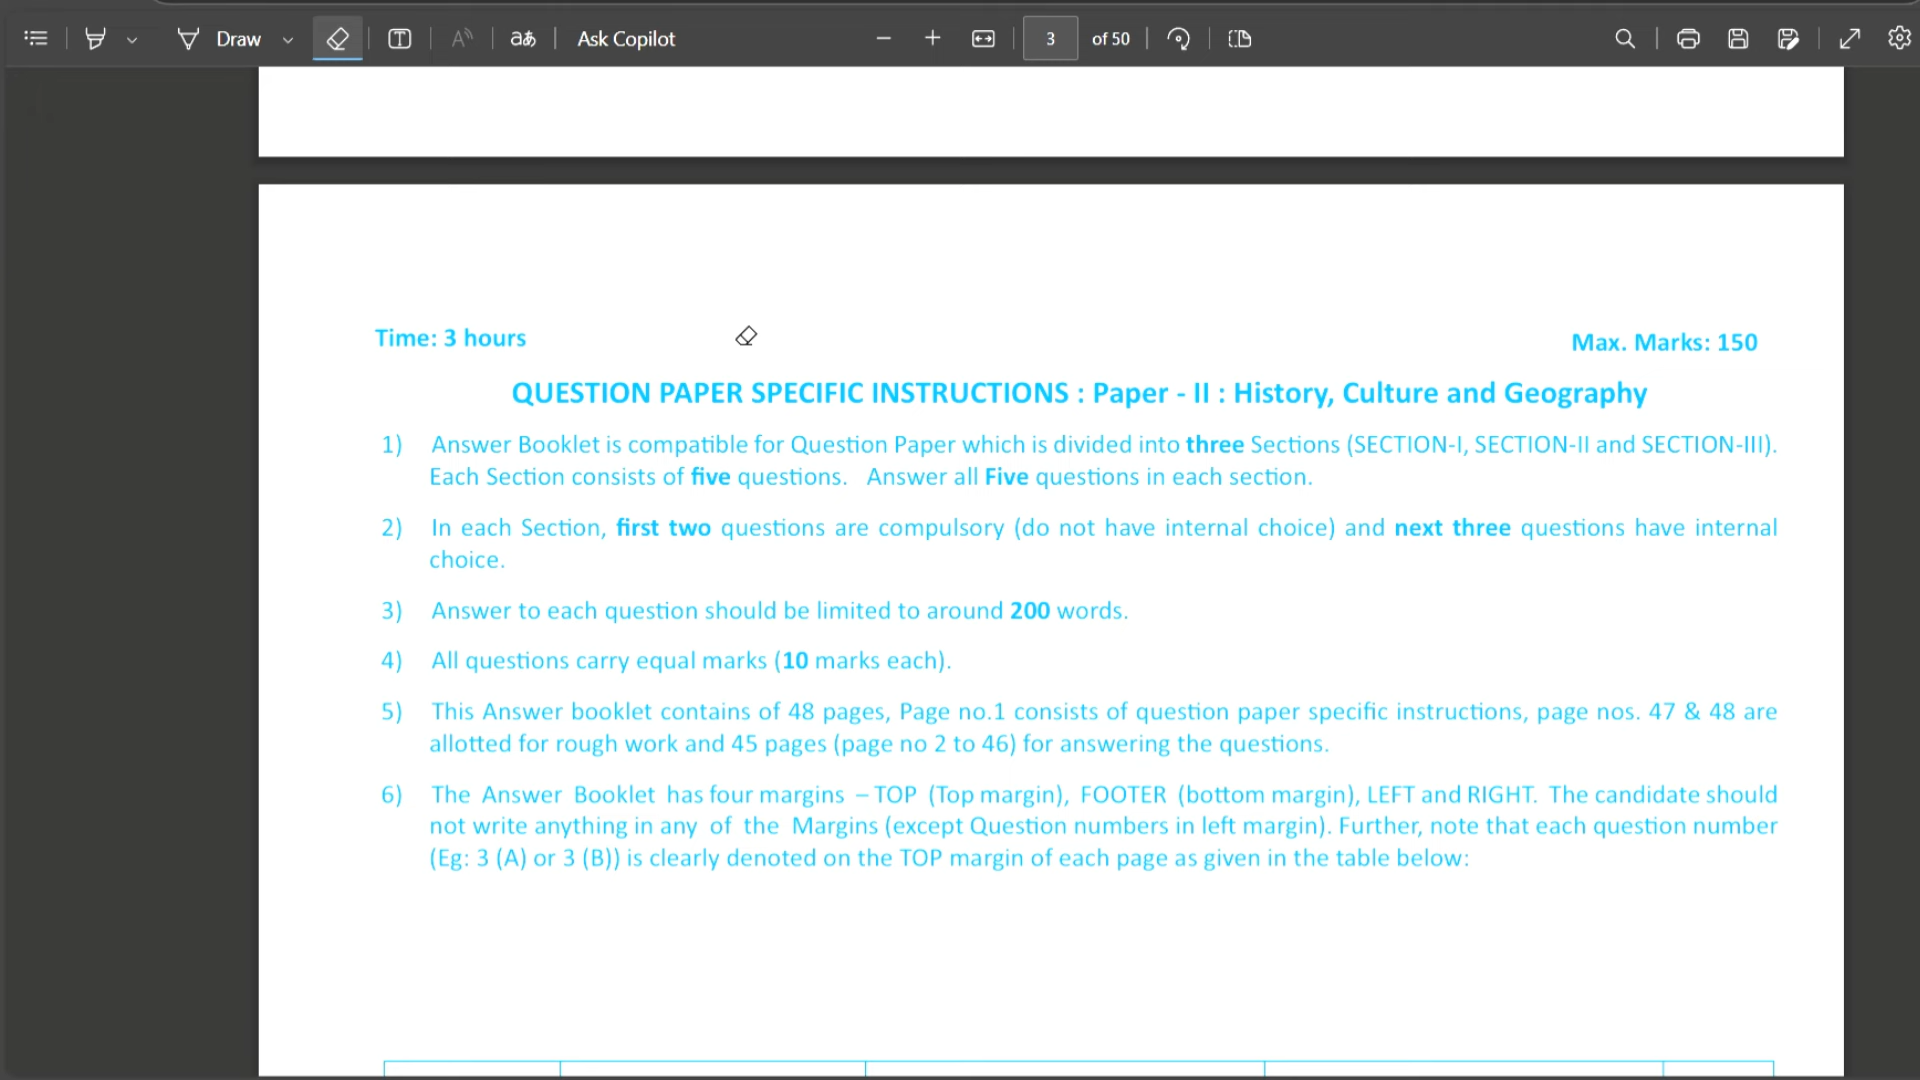 Draw aあ Ask Copilot 3 of 50
Time: 3 hours
Max. Marks: 150
QUESTION PAPER SPECIFIC INSTRUCTIONS : Paper - II : History, Culture and Geography
1) Answer Booklet is compatible for Question Paper which is divided into three Sections (SECTION-I, SECTION-II and SECTION-III).
Each Section consists of five questions. Answer all Five questions in each section.
2) In each Section, first two questions are compulsory (do not have internal choice) and next three questions have internal
choice.
3) Answer to each question should be limited to around 200 words.
4) All questions carry equal marks (10 marks each).
5) This Answer booklet contains of 48 pages, Page no.1 consists of question paper specific instructions, page nos. 47 & 48 are
allotted for rough work and 45 pages (page no 2 to 46) for answering the questions.
6) The Answer Booklet has four margins – TOP (Top margin), FOOTER (bottom margin), LEFT and RIGHT. The candidate should
not write anything in any of the Margins (except Question numbers in left margin). Further, note that each question number
(Eg: 3 (A) or 3 (B)) is clearly denoted on the TOP margin of each page as given in the table below: